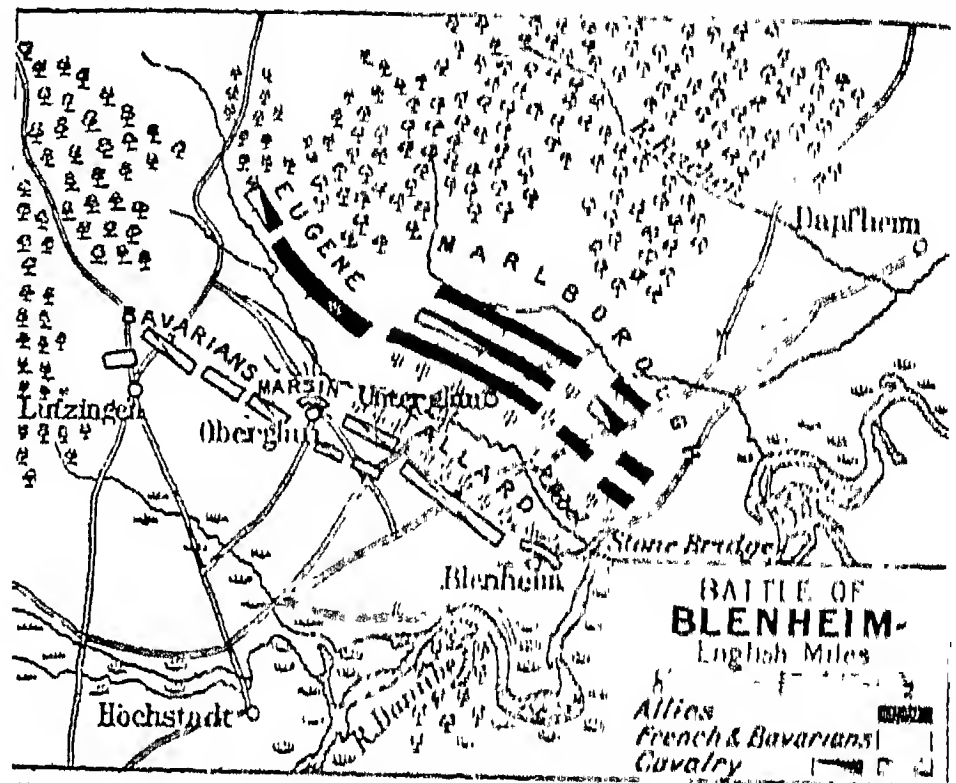 EUGENE
MARLBOROUGH
Dapfheim
BAVARIANS
MARSIN
Unterglau
Lutzingen
Oberglau
Stone Bridge
Blenheim
Hochstadt
R. Danube
BATTLE OF
BLENHEIM
English Miles
Allies
French & Bavarians
Cavalry